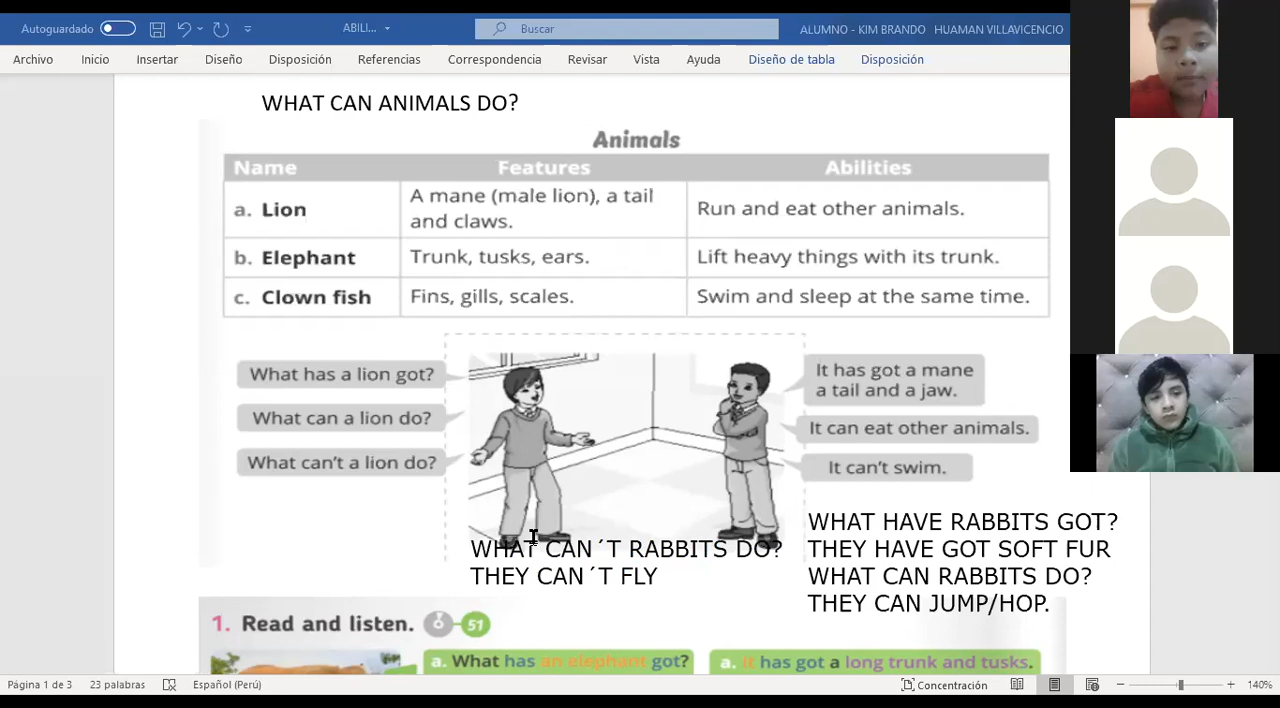 Autoguardado
ABILI...
Buscar
ALUMNO - KIM BRANDO HUAMAN VILLAVICENCIO
Archivo Inicio Insertar Diseño Disposición Referencias Correspondencia Revisar Vista Ayuda Diseño de tabla Disposición
WHAT CAN ANIMALS DO?
Animals
Name Features Abilities
a. Lion
A mane (male lion), a tail
and claws.
Run and eat other animals.
b. Elephant
Trunk, tusks, ears.
Lift heavy things with its trunk.
c. Clown fish
Fins, gills, scales.
Swim and sleep at the same time.
What has a lion got?
What can a lion do?
What can't a lion do?
It has got a mane
a tail and a jaw.
It can eat other animals.
It can't swim.
WHAT CAN´T RABBITS DO?
THEY CAN´T FLY
WHAT HAVE RABBITS GOT?
THEY HAVE GOT SOFT FUR
WHAT CAN RABBITS DO?
THEY CAN JUMP/HOP.
1. Read and listen. 51
a. What has an elephant got?
a. It has got a long trunk and tusks.
Página 1 de 3 23 palabras Español (Perú) Concentración 140%